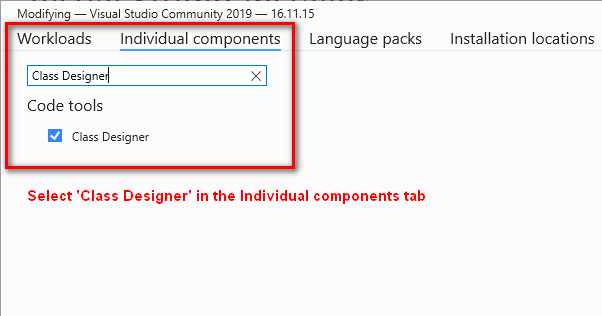 Modifying — Visual Studio Community 2019 — 16.11.15
Workloads Individual components Language packs Installation locations
Class Designer
Code tools
Class Designer
Select 'Class Designer' in the Individual components tab